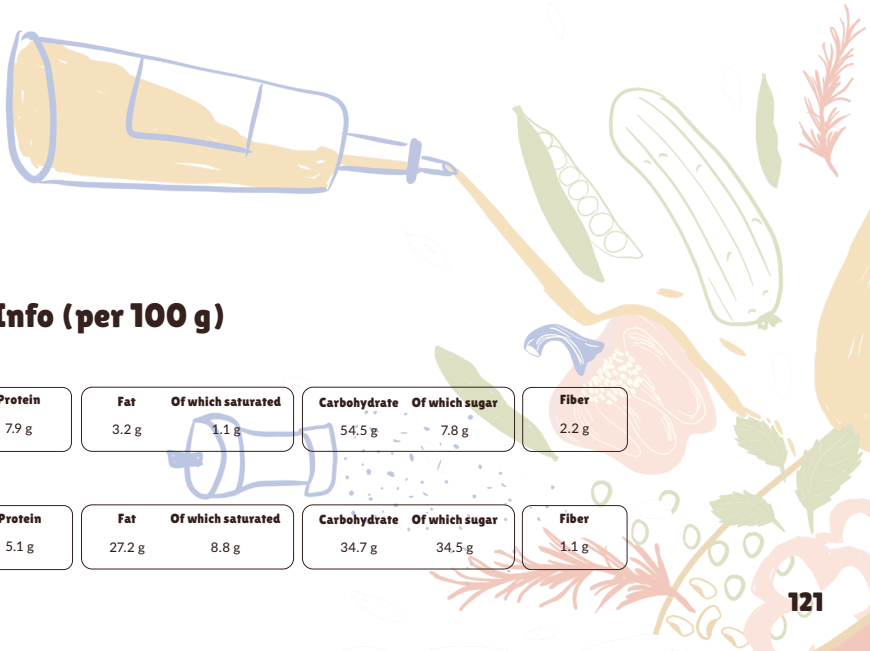 Info (per 100 g)
Protein Fat Of which saturated Carbohydrate Of which sugar Fiber
7.9 g 3.2 g 1.1 g 54.5 g 7.8 g 2.2 g
Protein Fat Of which saturated Carbohydrate Of which sugar Fiber
5.1 g 27.2 g 8.8 g 34.7 g 34.5 g 1.1 g
121